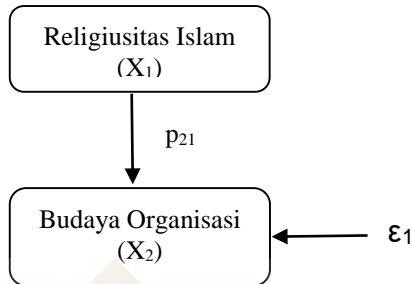 Religiusitas Islam
(X₁)
p₂₁
Budaya Organisasi
(X₂)
ε₁